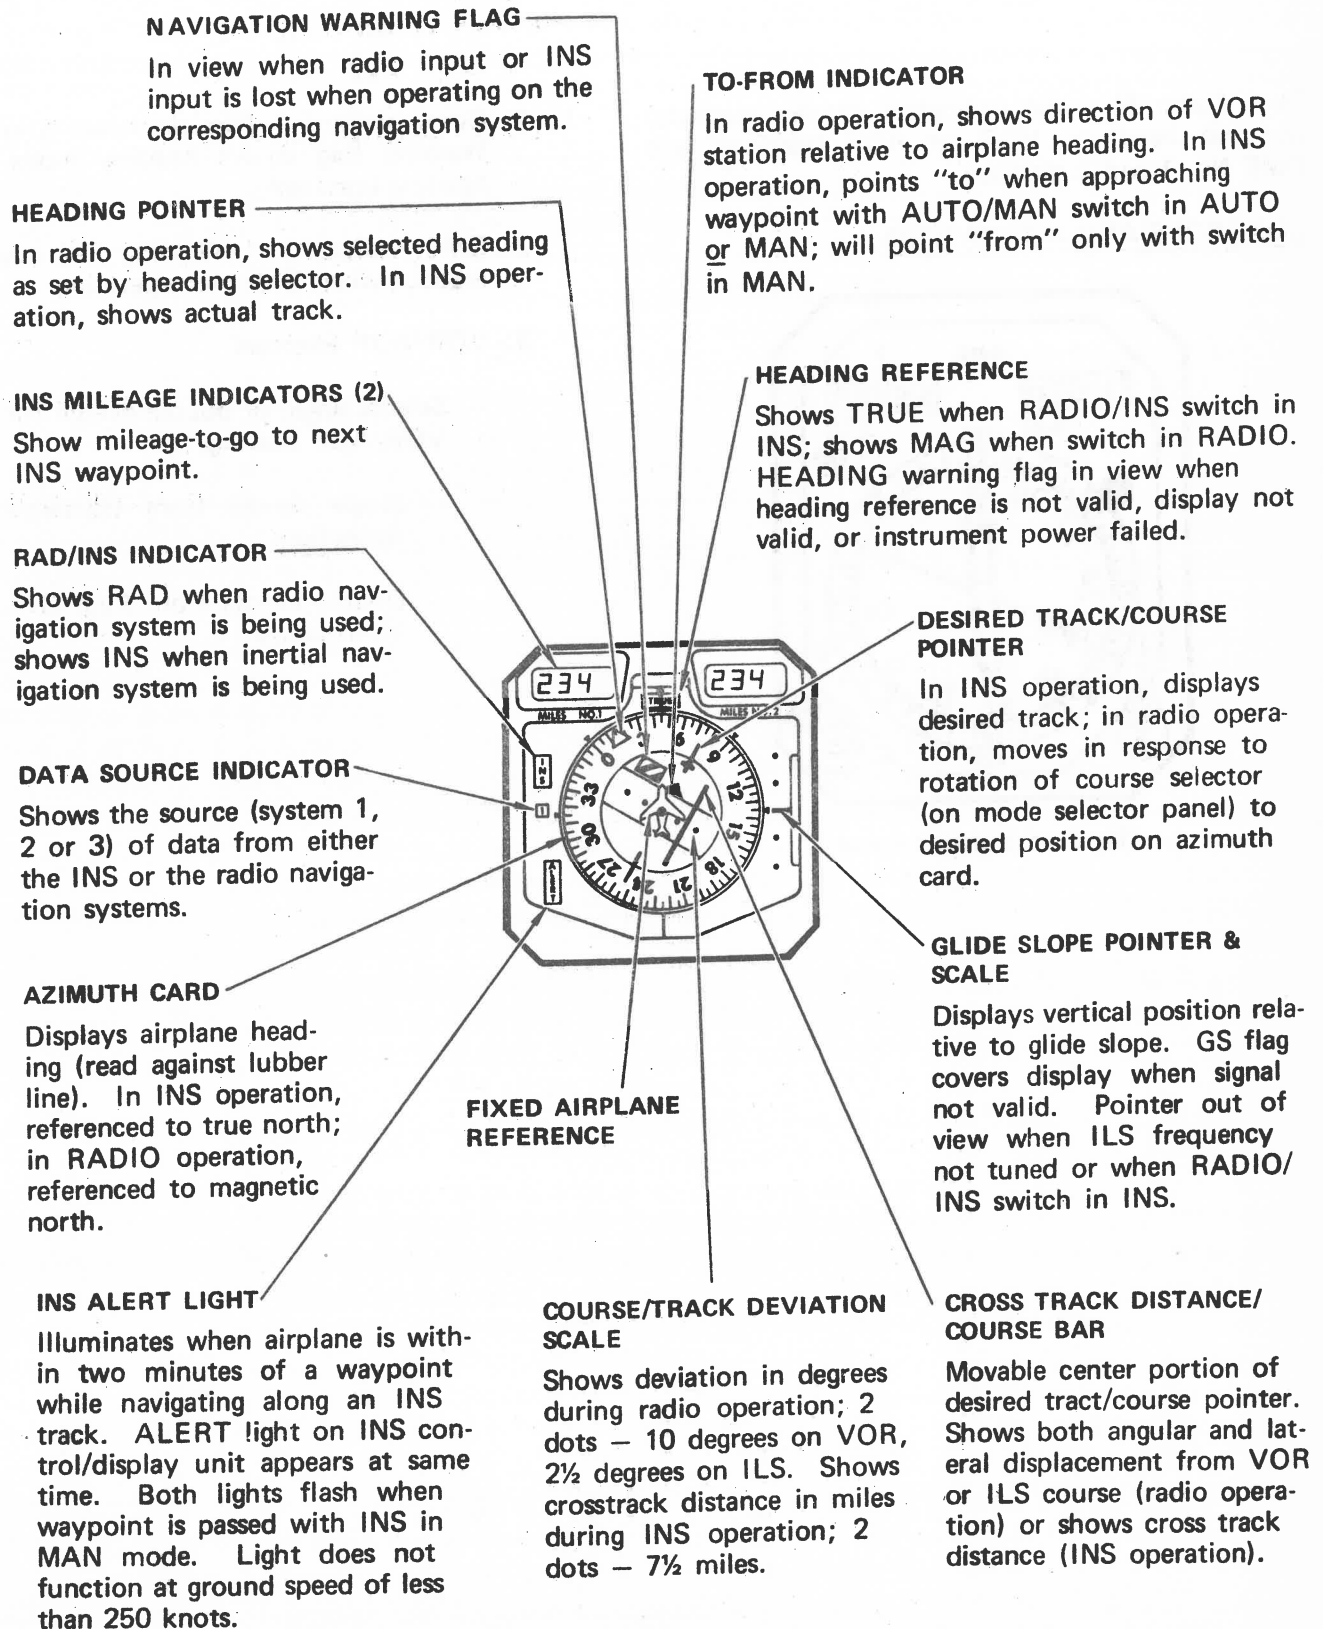 NAVIGATION WARNING FLAG
In view when radio input or INS
input is lost when operating on the
corresponding navigation system.
HEADING POINTER
In radio operation, shows selected heading
as set by heading selector. In INS oper-
ation, shows actual track.
INS MILEAGE INDICATORS (2)
Show mileage-to-go to next
INS waypoint.
RAD/INS INDICATOR
Shows RAD when radio nav-
igation system is being used;
shows INS when inertial nav-
igation system is being used.
DATA SOURCE INDICATOR
Shows the source (system 1,
2 or 3) of data from either
the INS or the radio naviga-
tion systems.
AZIMUTH CARD
Displays airplane head-
ing (read against lubber
line). In INS operation,
referenced to true north;
in RADIO operation,
referenced to magnetic
north.
INS ALERT LIGHT
Illuminates when airplane is with-
in two minutes of a waypoint
while navigating along an INS
track. ALERT light on INS con-
trol/display unit appears at same
time. Both lights flash when
waypoint is passed with INS in
MAN mode. Light does not
function at ground speed of less
than 250 knots.
TO-FROM INDICATOR
In radio operation, shows direction of VOR
station relative to airplane heading. In INS
operation, points "to" when approaching
waypoint with AUTO/MAN switch in AUTO
or MAN; will point "from" only with switch
in MAN.
HEADING REFERENCE
Shows TRUE when RADIO/INS switch in
INS; shows MAG when switch in RADIO.
HEADING warning flag in view when
heading reference is not valid, display not
valid, or instrument power failed.
DESIRED TRACK/COURSE
POINTER
In INS operation, displays
desired track; in radio opera-
tion, moves in response to
rotation of course selector
(on mode selector panel) to
desired position on azimuth
card.
GLIDE SLOPE POINTER &
SCALE
Displays vertical position rela-
tive to glide slope. GS flag
covers display when signal
not valid. Pointer out of
view when ILS frequency
not tuned or when RADIO/
INS switch in INS.
FIXED AIRPLANE
REFERENCE
COURSE/TRACK DEVIATION
SCALE
Shows deviation in degrees
during radio operation; 2
dots — 10 degrees on VOR,
2½ degrees on ILS. Shows
crosstrack distance in miles
during INS operation; 2
dots — 7½ miles.
CROSS TRACK DISTANCE/
COURSE BAR
Movable center portion of
desired tract/course pointer.
Shows both angular and lat-
eral displacement from VOR
or ILS course (radio opera-
tion) or shows cross track
distance (INS operation).
234
234
MILES NO.1
TRUE
MILES NO.2
INS
1
ALERT
0
3
6
9
12
15
18
21
24
27
30
33